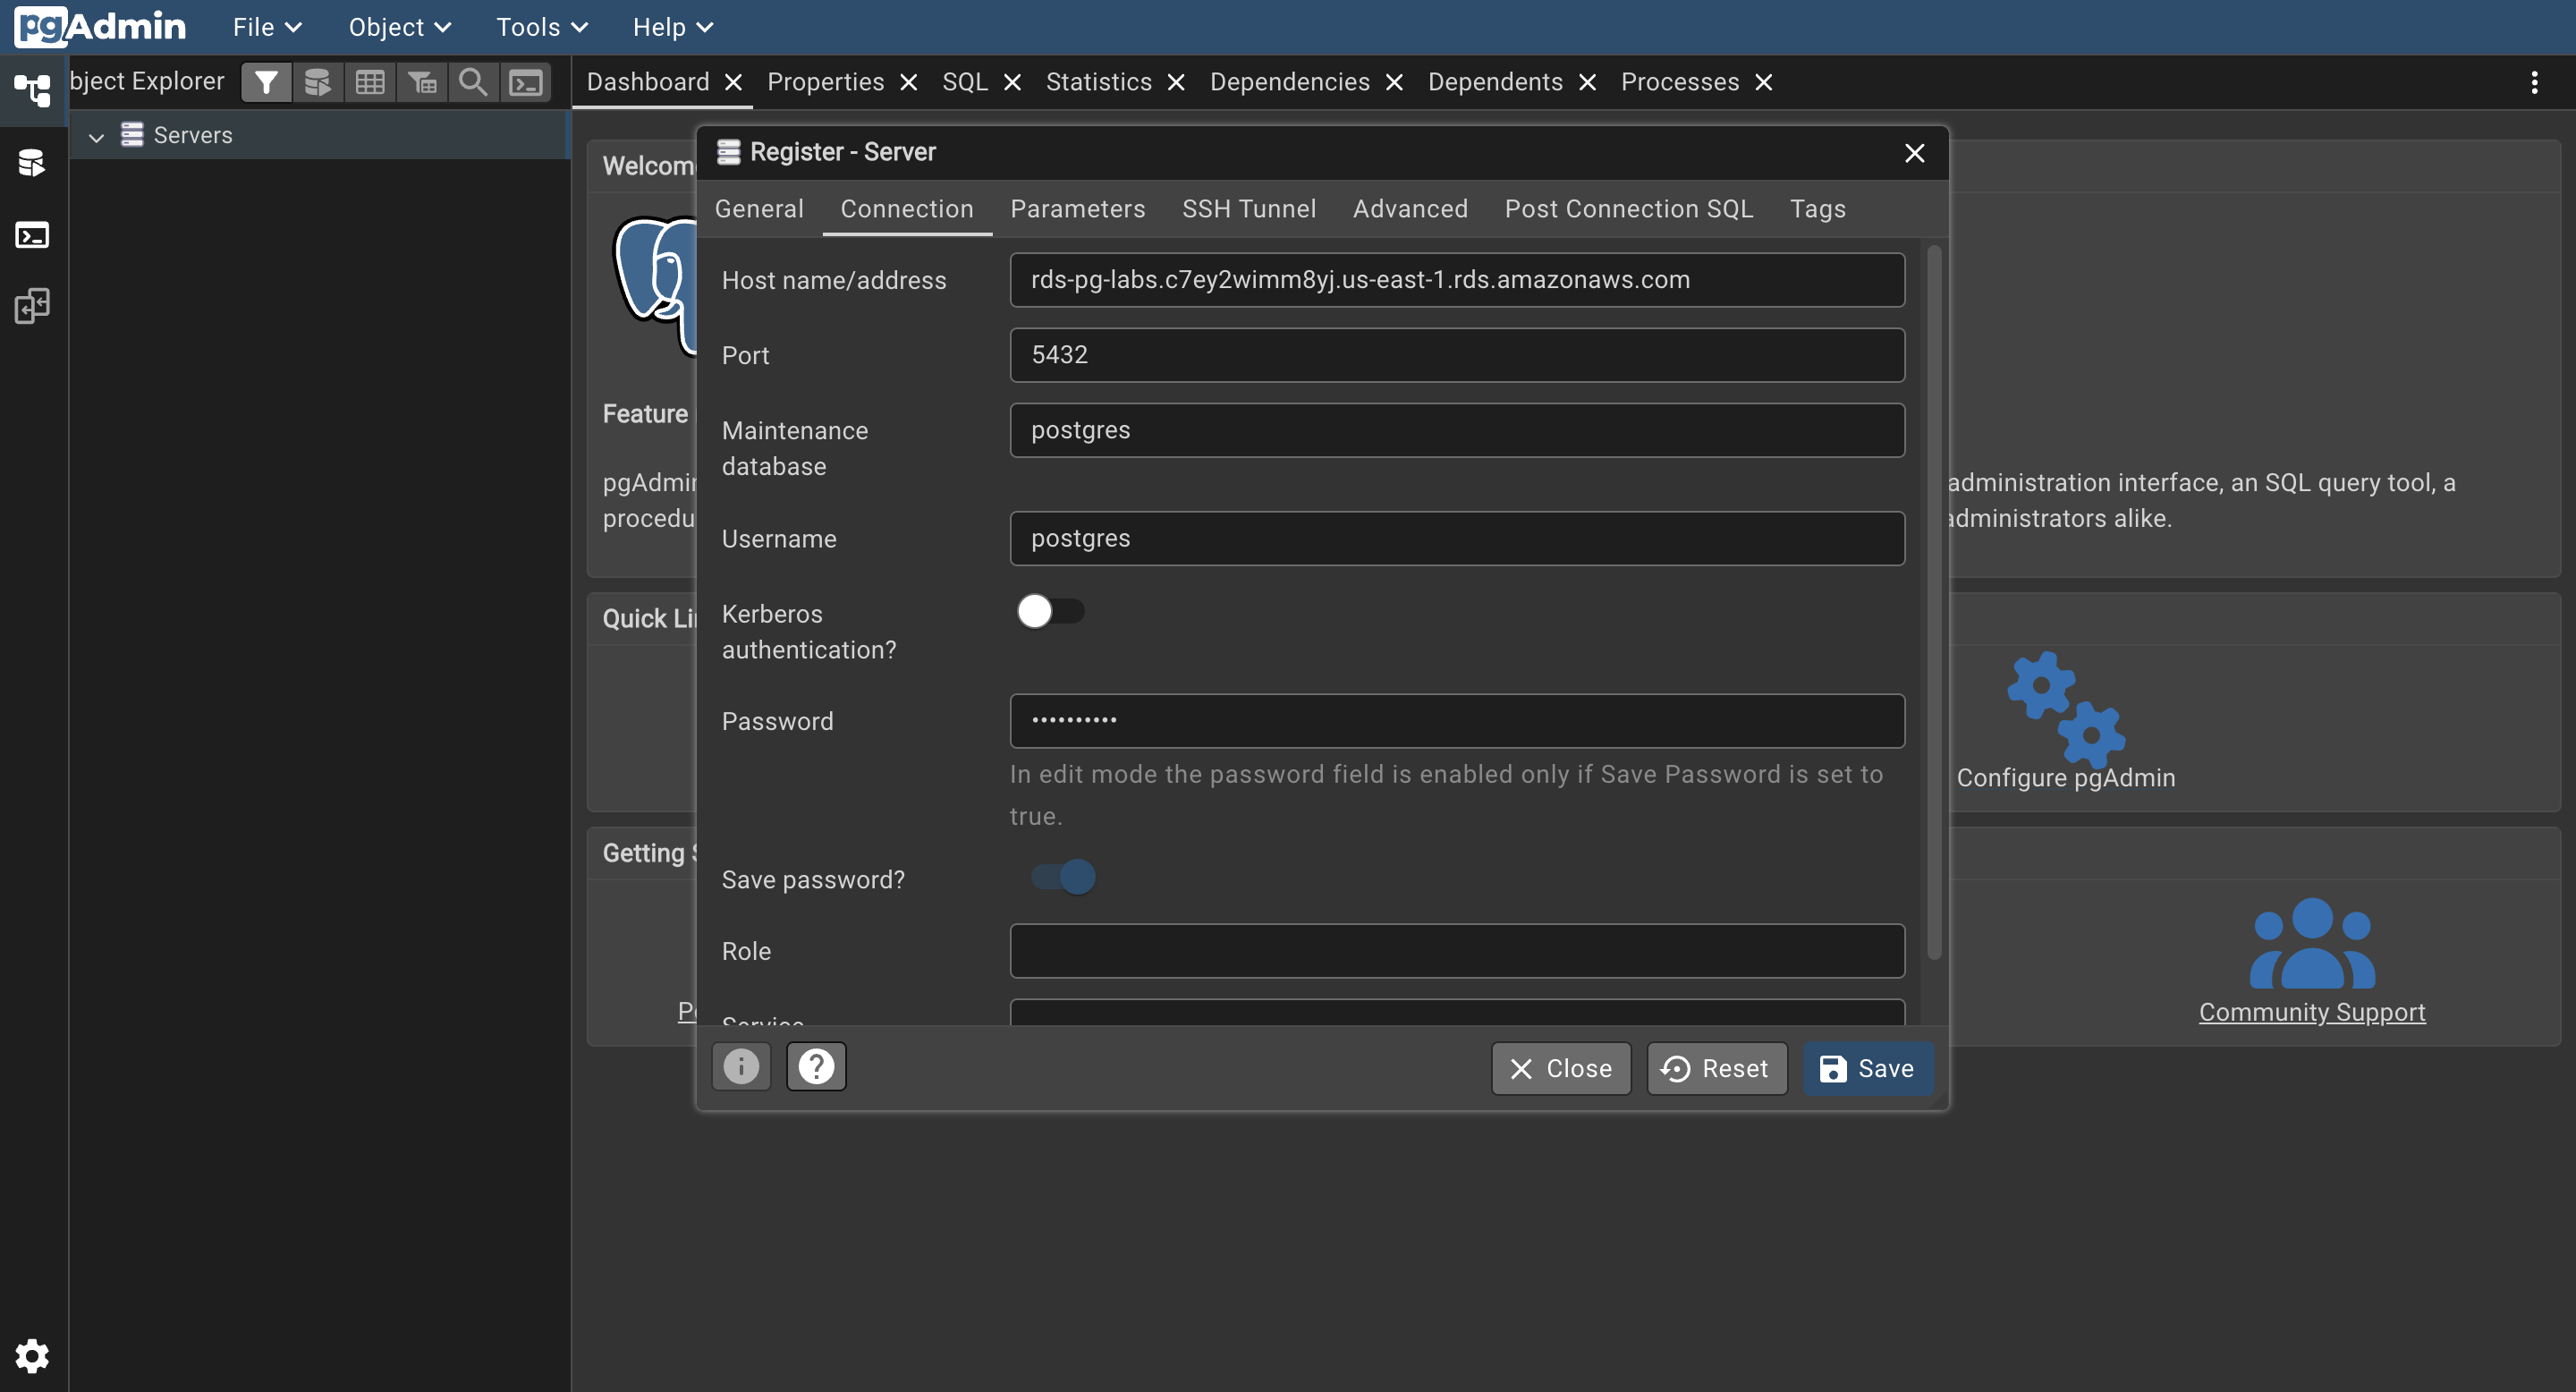 pgAdmin File Object Tools Help
bject Explorer
Dashboard Properties SQL Statistics Dependencies Dependents Processes
Servers
Register - Server
General Connection Parameters SSH Tunnel Advanced Post Connection SQL Tags
Host name/address rds-pg-labs.c7ey2wimm8yj.us-east-1.rds.amazonaws.com
Port 5432
Maintenance
database
postgres
Username postgres
Kerberos
authentication?
Password ••••••••••
In edit mode the password field is enabled only if Save Password is set to
true.
Save password?
Role
Service
Close Reset Save
Welcom
Feature
pgAdmin
administration interface, an SQL query tool, a
procedu
administrators alike.
Quick Li
Configure pgAdmin
Getting S
Community Support